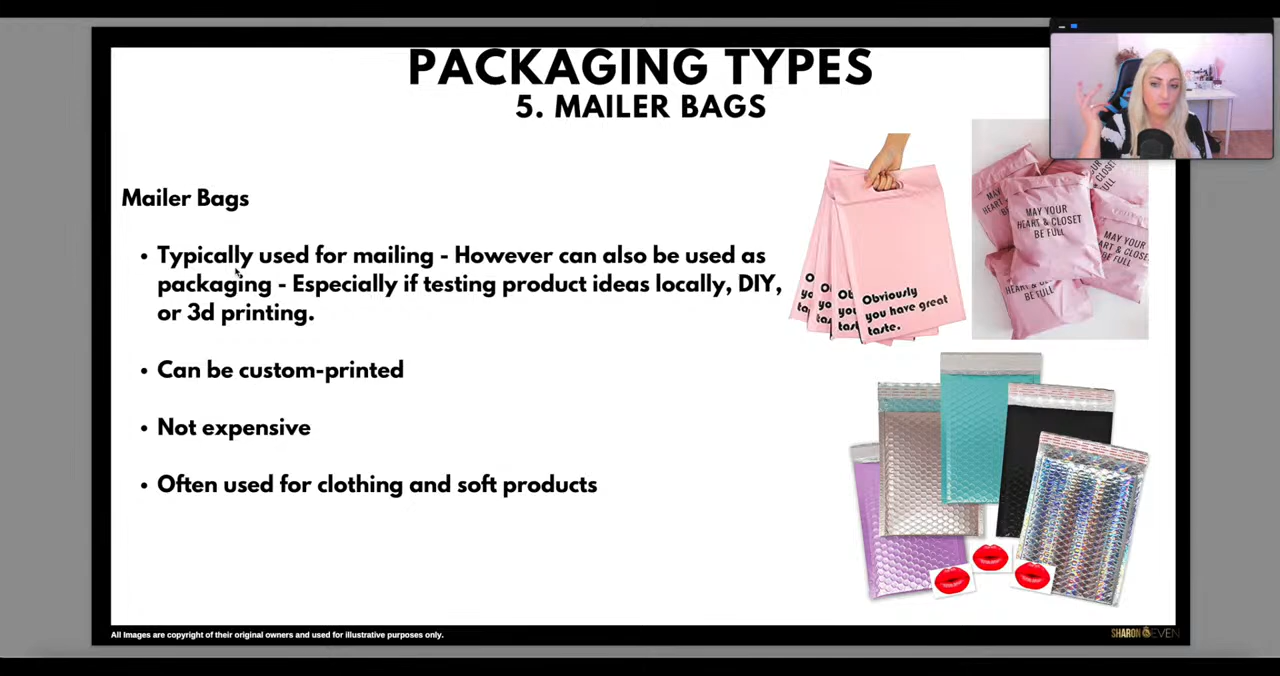 PACKAGING TYPES
5. MAILER BAGS
Mailer Bags
• Typically used for mailing - However can also be used as
packaging - Especially if testing product ideas locally, DIY,
or 3d printing.
• Can be custom-printed
• Not expensive
• Often used for clothing and soft products
Obviously
you have great
taste.
MAY YOUR
HEART & CLOSET
BE FULL
All Images are copyright of their original owners and used for illustrative purposes only.
SHARON EVEN